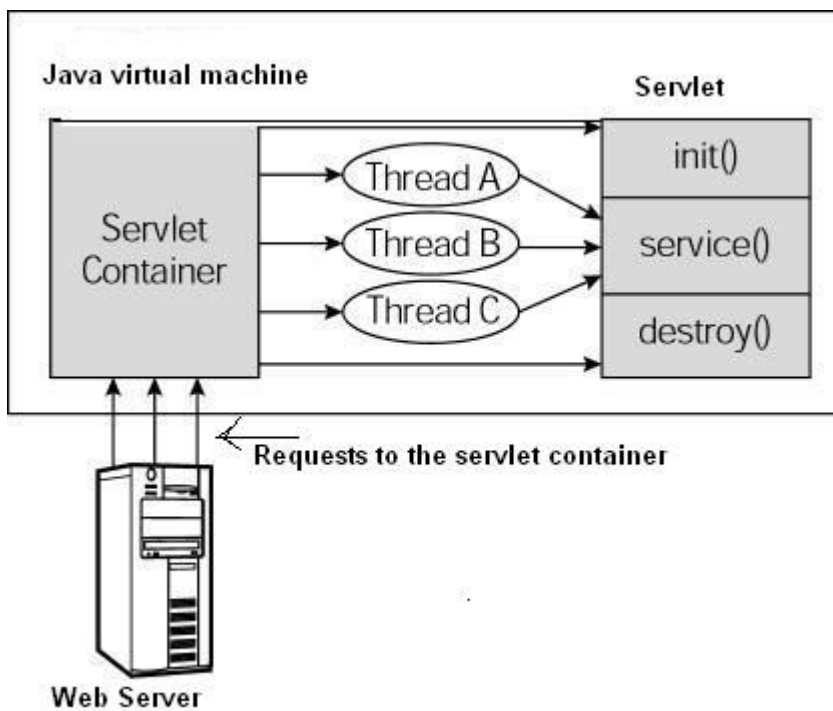 Java virtual machine
Servlet
Servlet
Container
Thread A
Thread B
Thread C
init()
service()
destroy()
Requests to the servlet container
Web Server